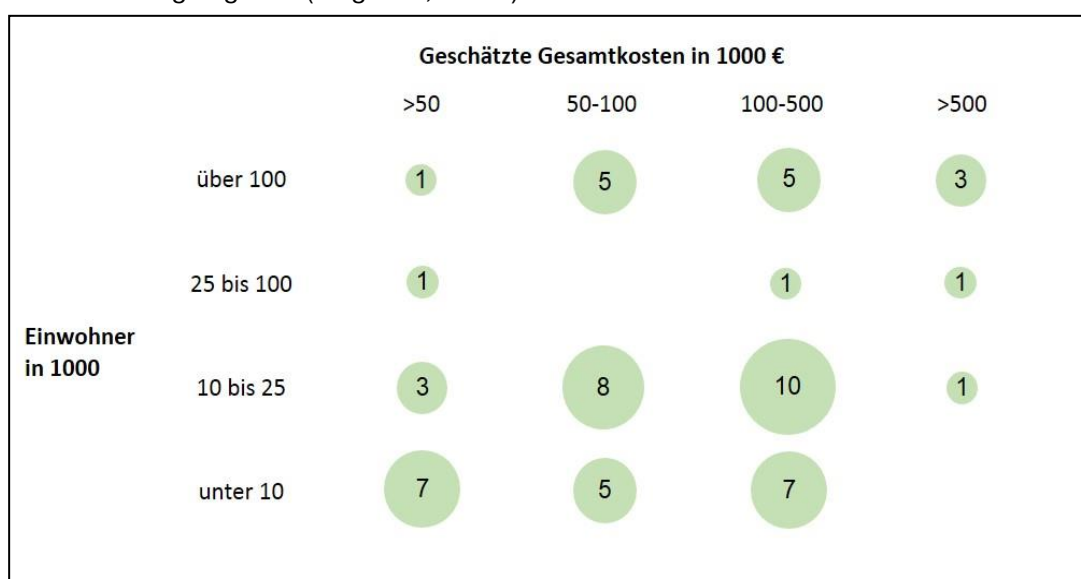 Geschätzte Gesamtkosten in 1000 €
>50 50-100 100-500 >500
über 100 1 5 5 3
25 bis 100 1 1 1
Einwohner
in 1000
10 bis 25 3 8 10 1
unter 10 7 5 7